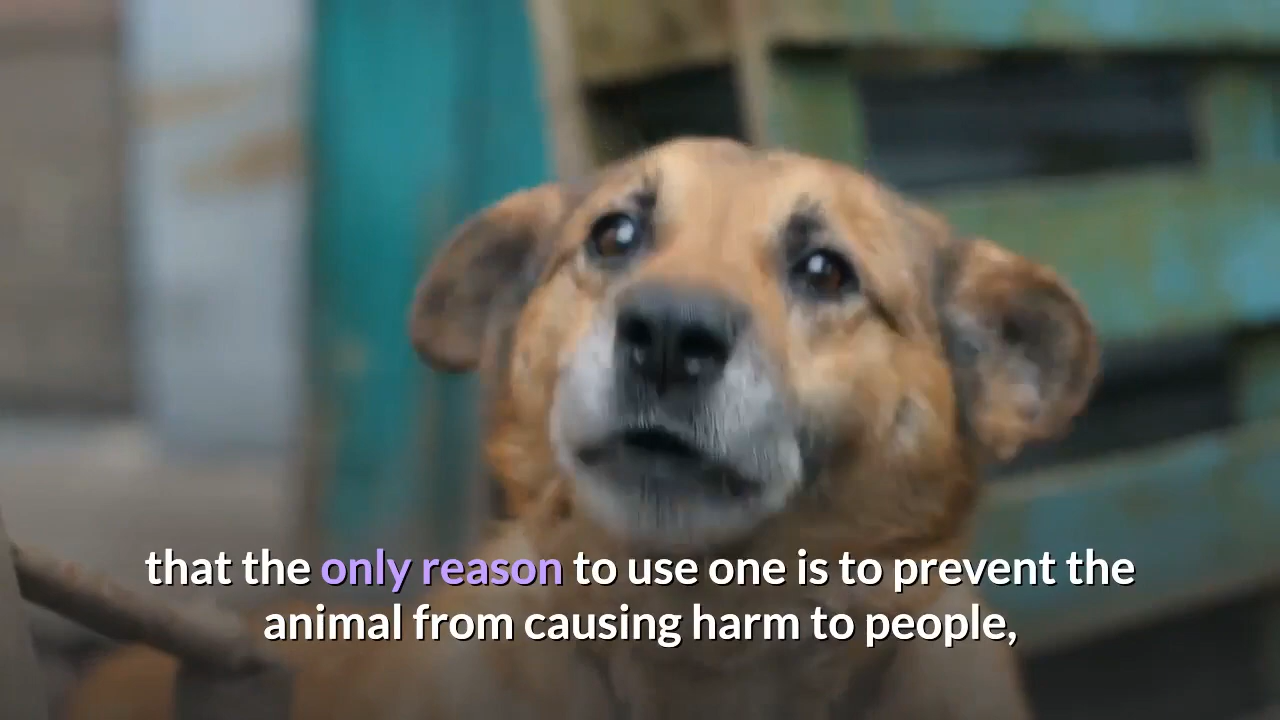 that the only reason to use one is to prevent the
animal from causing harm to people,